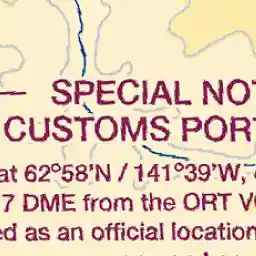 SPECIAL NOT
CUSTOMS PORT
at 62°58'N / 141°39'W,
7 DME from the ORT V
ed as an official location